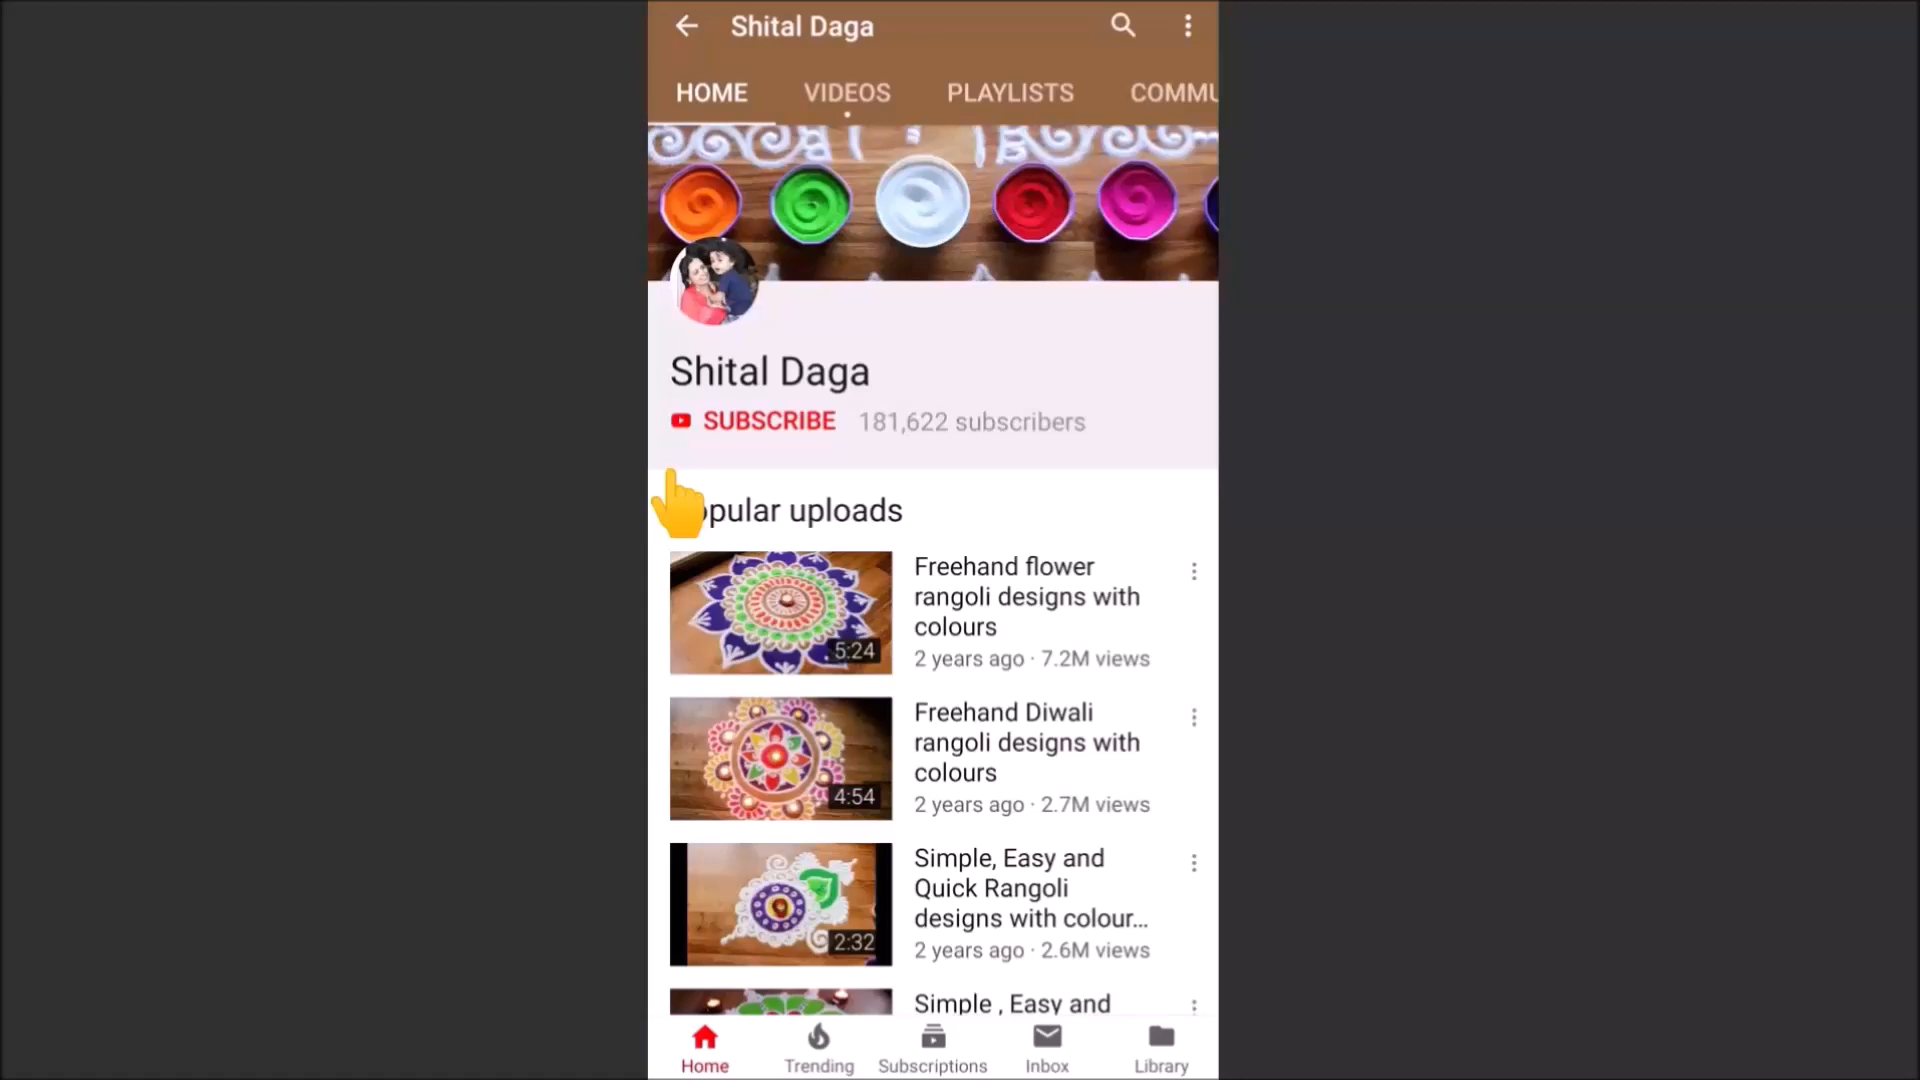 Shital Daga
HOME VIDEOS PLAYLISTS COMMU
Shital Daga
SUBSCRIBE 181,622 subscribers
opular uploads
Freehand flower
rangoli designs with
colours
2 years ago · 7.2M views
5:24
Freehand Diwali
rangoli designs with
colours
2 years ago · 2.7M views
4:54
Simple, Easy and
Quick Rangoli
designs with colour...
2 years ago · 2.6M views
2:32
Simple , Easy and
Home Trending Subscriptions Inbox Library